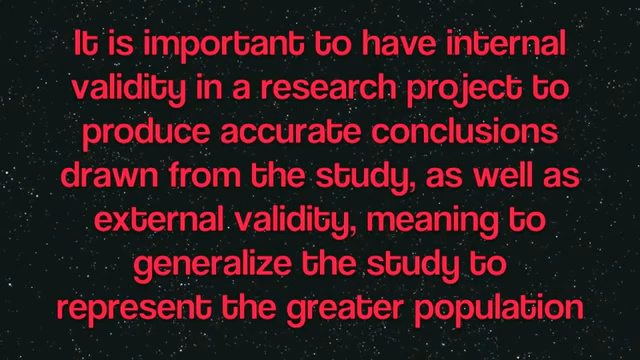 It is important to have internal
validity in a research project to
produce accurate conclusions
drawn from the study, as well as
external validity, meaning to
generalize the study to
represent the greater population